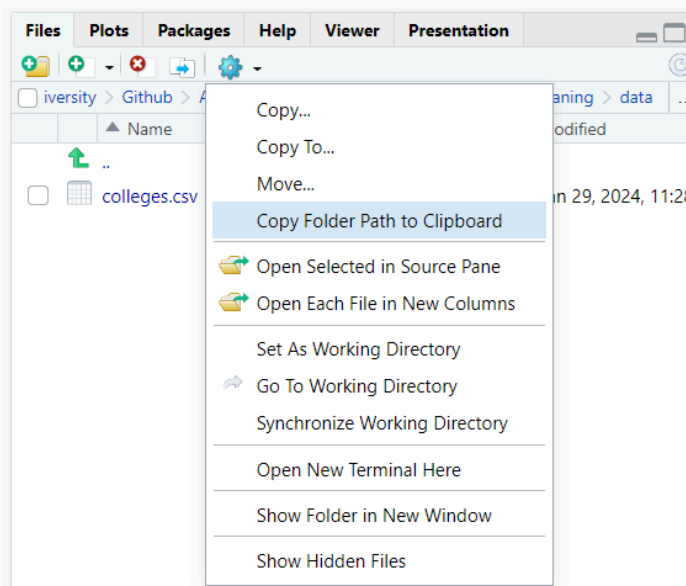 Files Plots Packages Help Viewer Presentation
iversity > Github > aning > data ..
Name odified
..
colleges.csv n 29, 2024, 11:28
Copy...
Copy To...
Move...
Copy Folder Path to Clipboard
Open Selected in Source Pane
Open Each File in New Columns
Set As Working Directory
Go To Working Directory
Synchronize Working Directory
Open New Terminal Here
Show Folder in New Window
Show Hidden Files